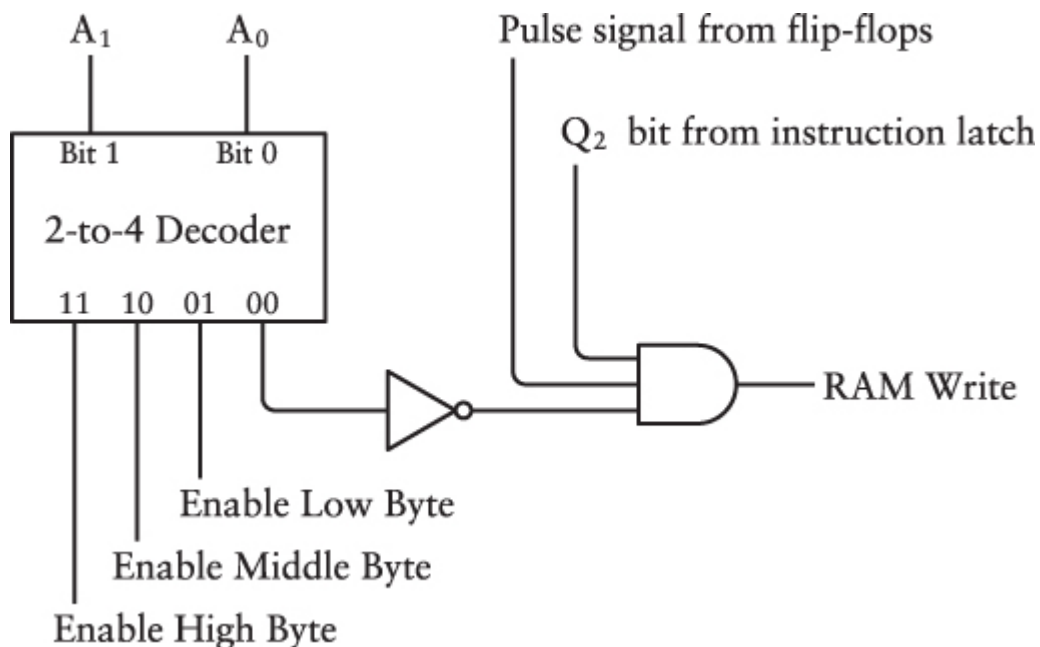 A₁ A₀ Pulse signal from flip-flops
Q₂ bit from instruction latch
Bit 1 Bit 0
2-to-4 Decoder
11 10 01 00
RAM Write
Enable Low Byte
Enable Middle Byte
Enable High Byte